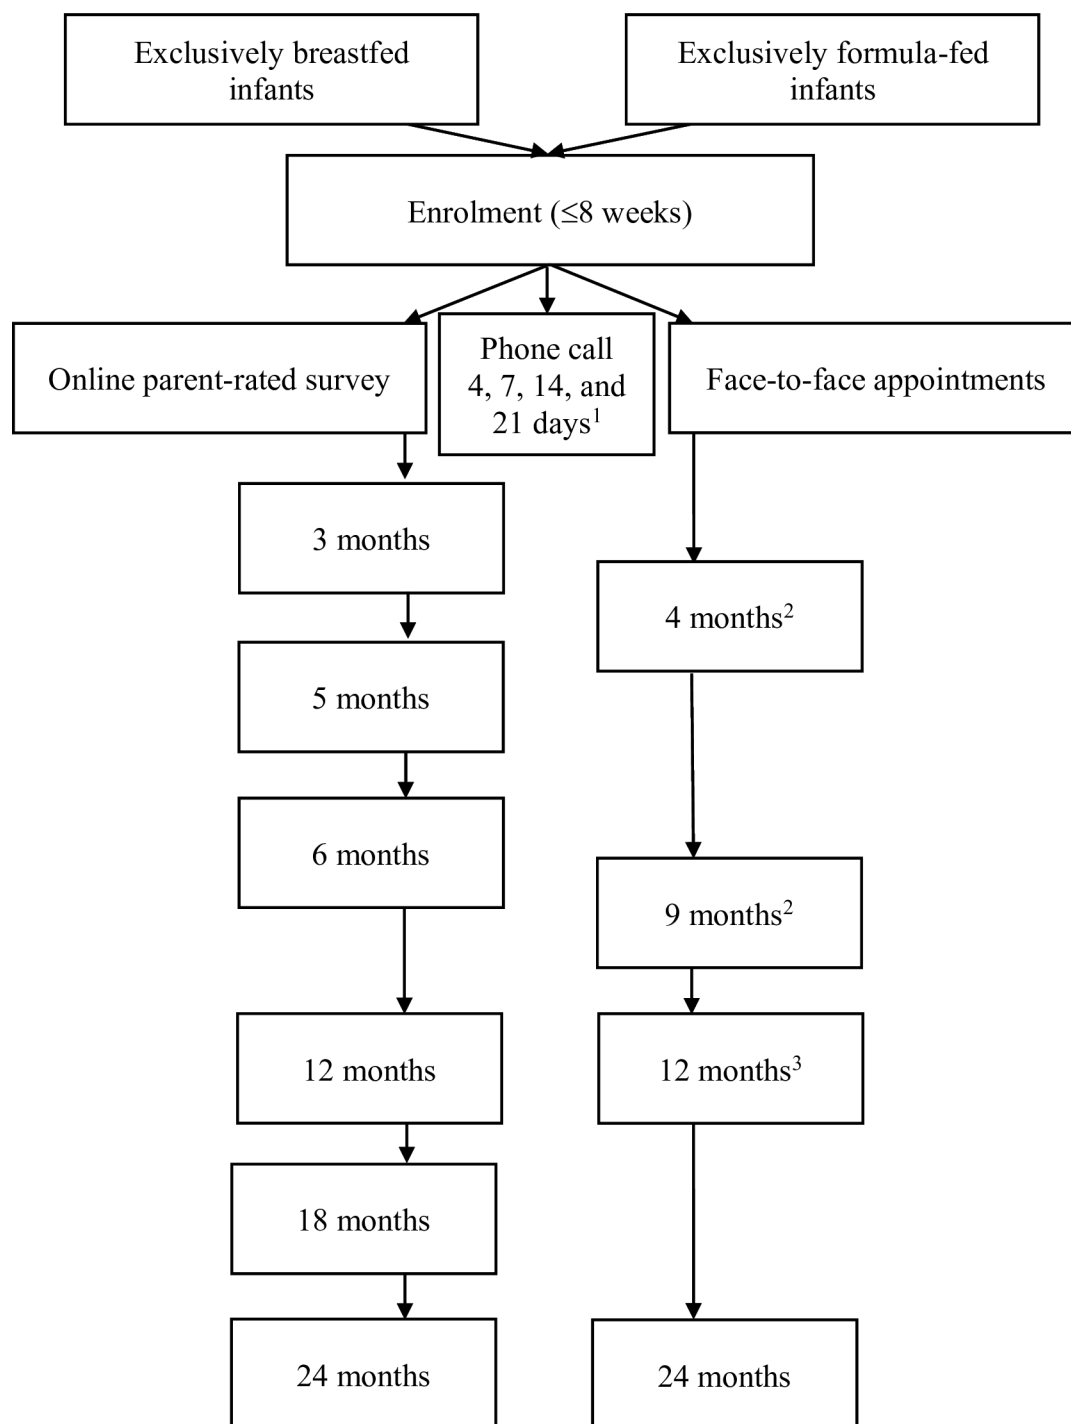 Exclusively breastfed
infants
Exclusively formula-fed
infants
Enrolment (≤8 weeks)
Online parent-rated survey
Phone call
4, 7, 14, and
21 days¹
Face-to-face appointments
3 months
4 months²
5 months
6 months
9 months²
12 months
12 months³
18 months
24 months
24 months